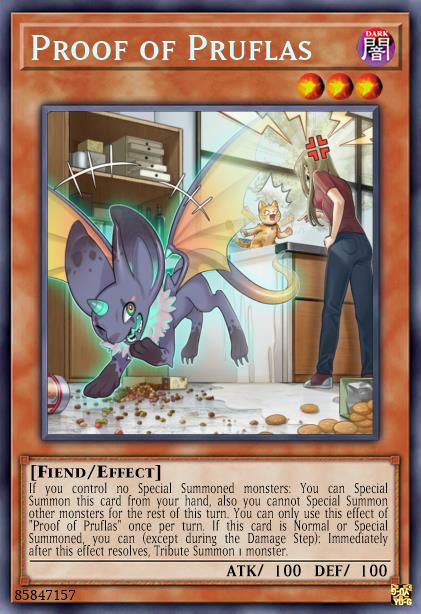 PROOF OF PRUFLAS
DARK
闇
[FIEND/EFFECT]
If you control no Special Summoned monsters: You can Special
Summon this card from your hand, also you cannot Special Summon
other monsters for the rest of this turn. You can only use this effect of
"Proof of Pruflas" once per turn. If this card is Normal or Special
Summoned, you can (except during the Damage Step): Immediately
after this effect resolves, Tribute Summon 1 monster.
ATK/ 100 DEF/ 100
85847157